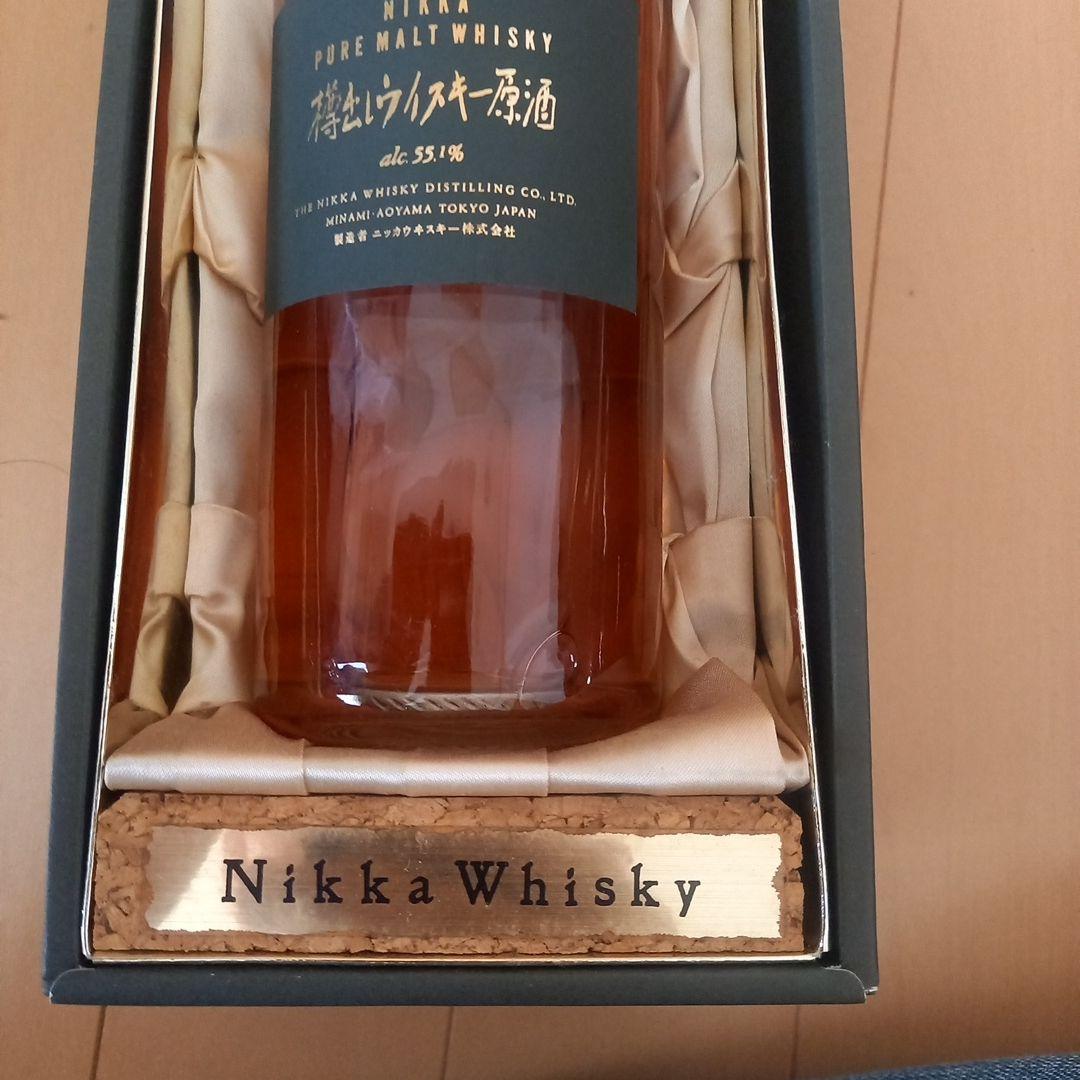 NIKKA
PURE MALT WHISKY
樽出しウイスキー原酒
alc. 55.1%
THE NIKKA WHISKY DISTILLING CO., LTD.
MINAMI-AOYAMA TOKYO JAPAN
製造者 ニッカウヰスキー株式会社
Nikka Whisky